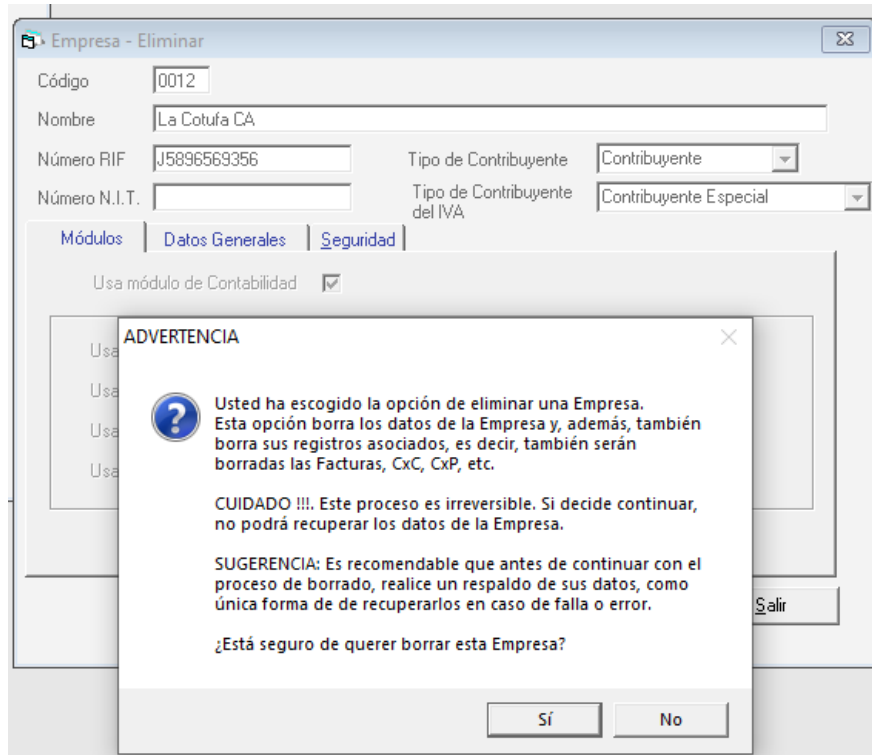 Empresa - Eliminar
Código 0012
Nombre La Cotufa CA
Número RIF J5896569356 Tipo de Contribuyente Contribuyente
Número N.I.T. Tipo de Contribuyente del IVA Contribuyente Especial
Módulos Datos Generales Seguridad
Usa módulo de Contabilidad
Usa
Usa
Usa
Usa
ADVERTENCIA
Usted ha escogido la opción de eliminar una Empresa.
Esta opción borra los datos de la Empresa y, además, también
borra sus registros asociados, es decir, también serán
borradas las Facturas, CxC, CxP, etc.
CUIDADO !!!. Este proceso es irreversible. Si decide continuar,
no podrá recuperar los datos de la Empresa.
SUGERENCIA: Es recomendable que antes de continuar con el
proceso de borrado, realice un respaldo de sus datos, como
única forma de de recuperarlos en caso de falla o error.
¿Está seguro de querer borrar esta Empresa?
Salir
Sí No